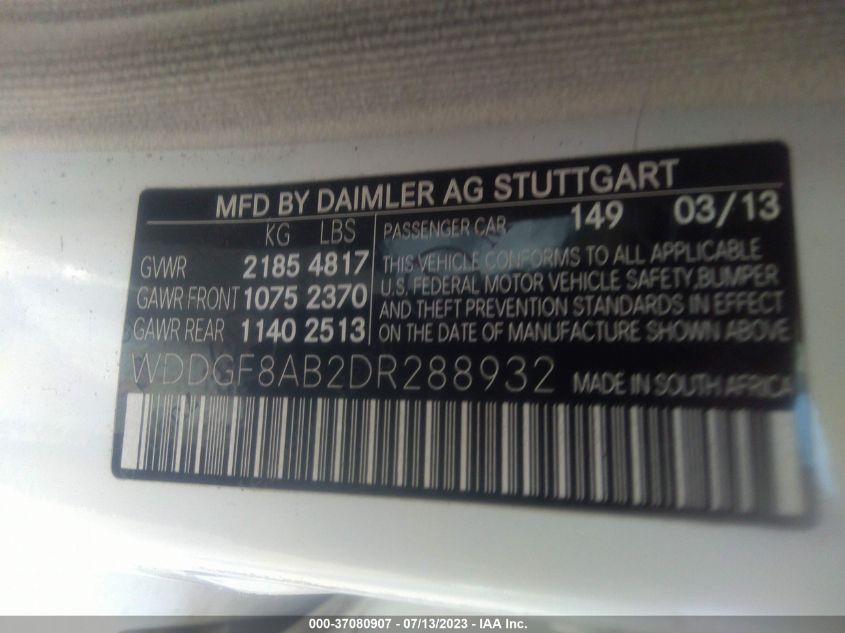 MFD BY DAIMLER AG STUTTGART
KG LBS
GVWR 2185 4817
GAWR FRONT 1075 2370
GAWR REAR 1140 2513
PASSENGER CAR 149 03/13
THIS VEHICLE CONFORMS TO ALL APPLICABLE
U.S. FEDERAL MOTOR VEHICLE SAFETY,BUMPER
AND THEFT PREVENTION STANDARDS IN EFFECT
ON THE DATE OF MANUFACTURE SHOWN ABOVE
WDDGF8AB2DR288932 MADE IN SOUTH AFRICA
000-37080907 - 07/13/2023 - IAA Inc.